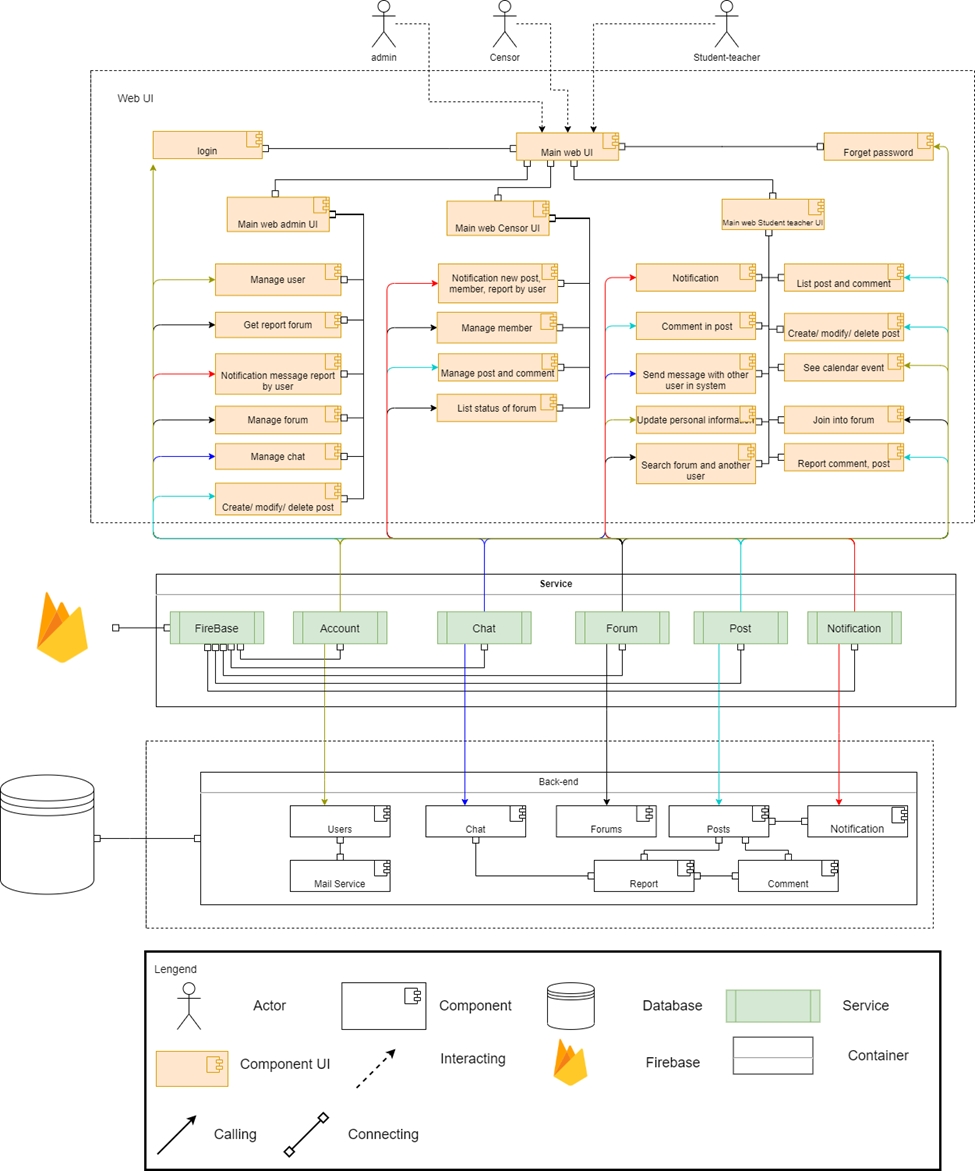 admin
Censor
Student-teacher
Web UI
login
Main web UI
Forget password
Main web admin UI
Main web Censor UI
Main web Student teacher UI
Manage user
Get report forum
Notification message report
by user
Manage forum
Manage chat
Create/ modify/ delete post
Notification new post,
member, report by user
Manage member
Manage post and comment
List status of forum
Notification
Comment in post
Send message with other
user in system
Update personal information
Search forum and another
user
List post and comment
Create/ modify/ delete post
See calendar event
Join into forum
Report comment, post
Service
FireBase
Account
Chat
Forum
Post
Notification
Back-end
Users
Chat
Forums
Posts
Notification
Mail Service
Report
Comment
Lengend
Actor
Component
Database
Service
Component UI
Interacting
Firebase
Container
Calling
Connecting